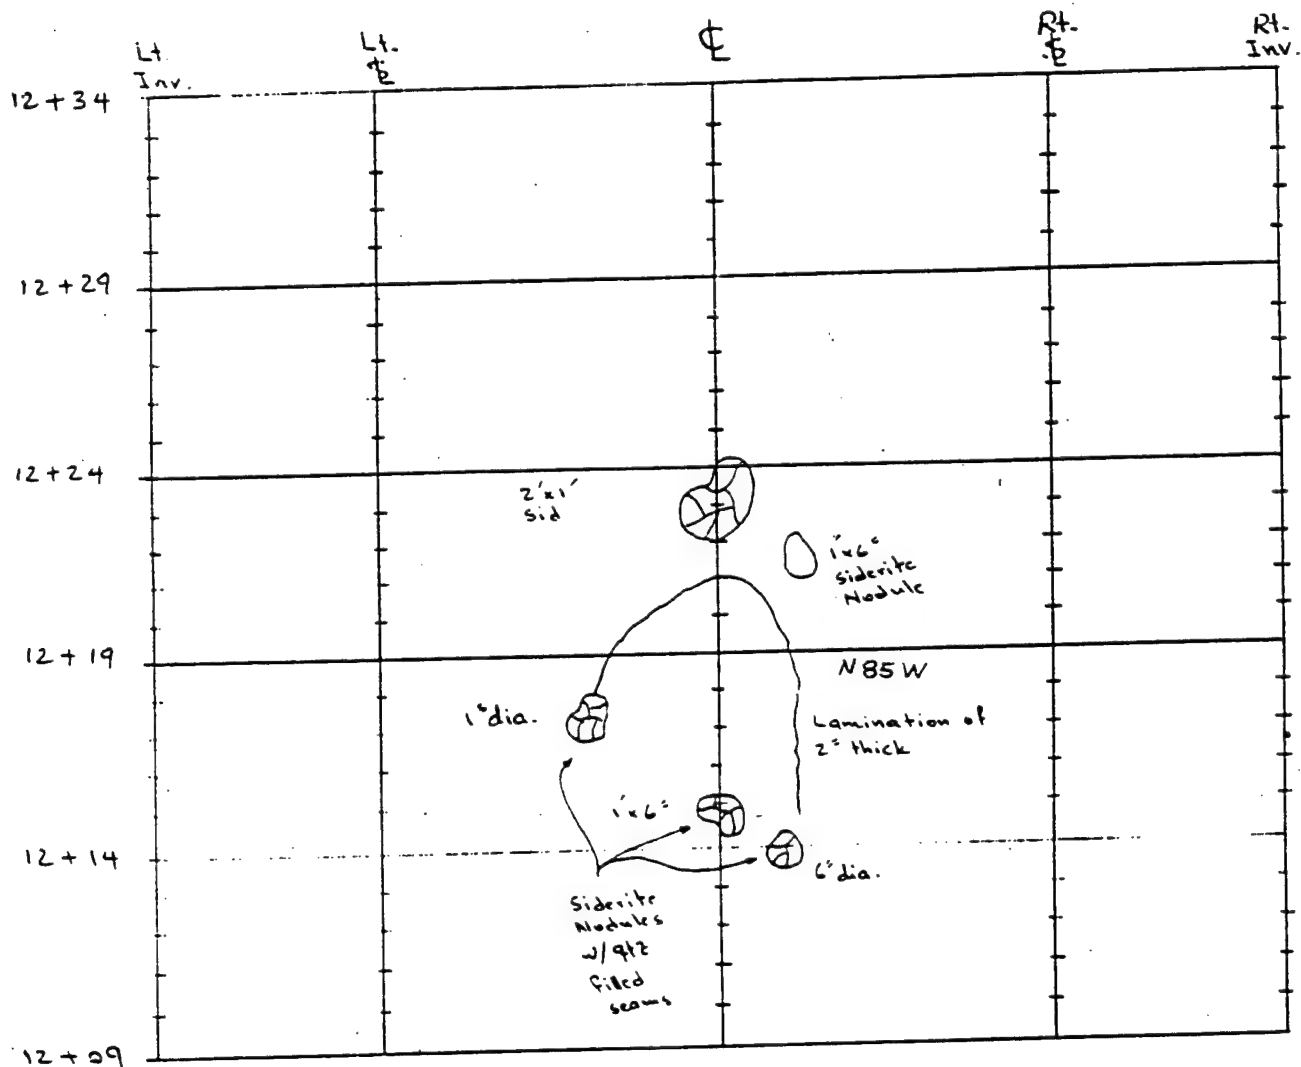 Lt.
Inv.
Lt.
℄
℄
Rt.
℄
Rt.
Inv.
12+34
12+29
12+24
2'x1'
Sid
1'x6"
Siderite
Nodule
12+19
N85W
1' dia.
Lamination of
2" thick
1'x6"
12+14
6" dia.
Siderite
Nodules
w/ qtz
filled
seams
12+09